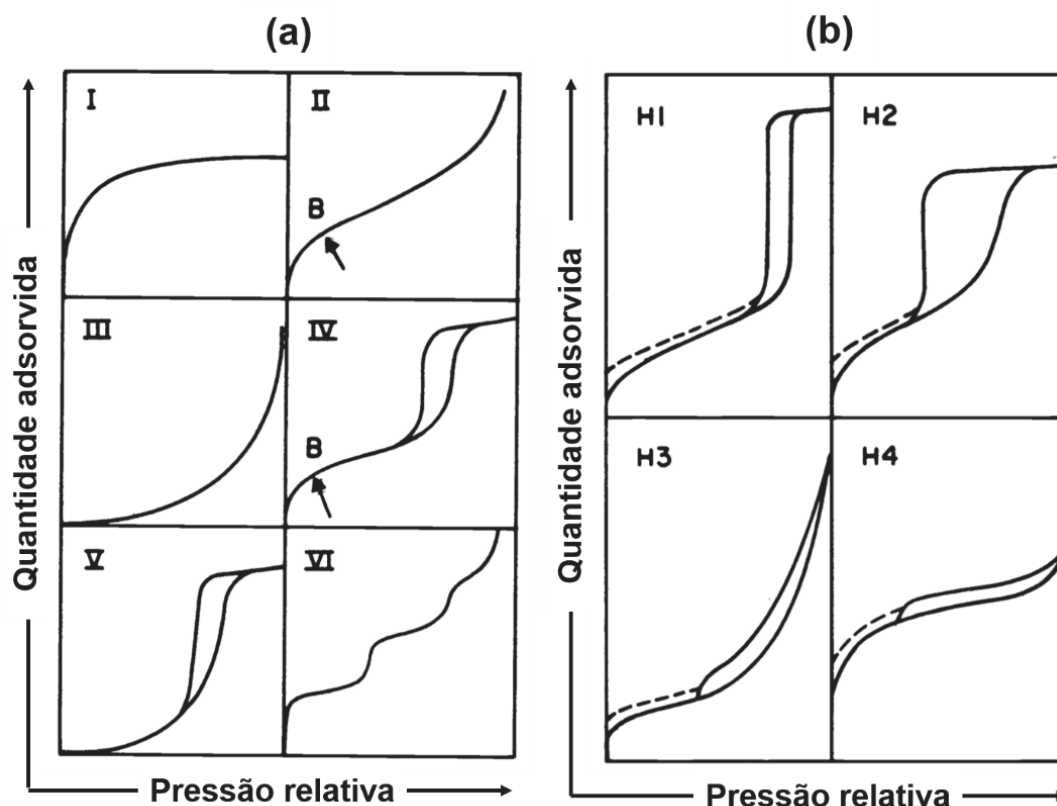 (a)
I
II
B
III
IV
B
V
VI
Quantidade adsorvida
Pressão relativa
(b)
H1
H2
H3
H4
Quantidade adsorvida
Pressão relativa